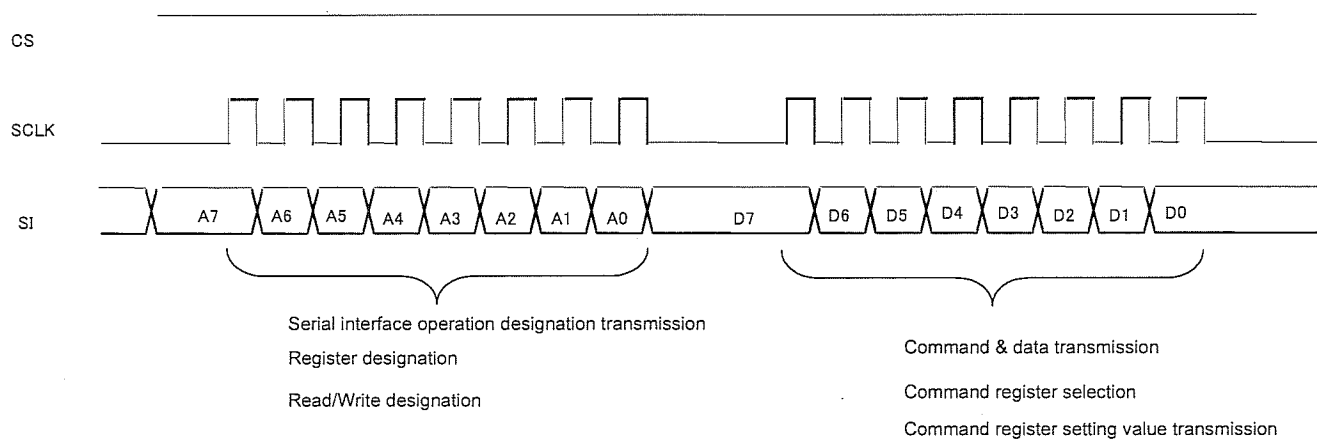 CS
SCLK
SI
A7 A6 A5 A4 A3 A2 A1 A0 D7 D6 D5 D4 D3 D2 D1 D0
Serial interface operation designation transmission
Register designation
Read/Write designation
Command & data transmission
Command register selection
Command register setting value transmission